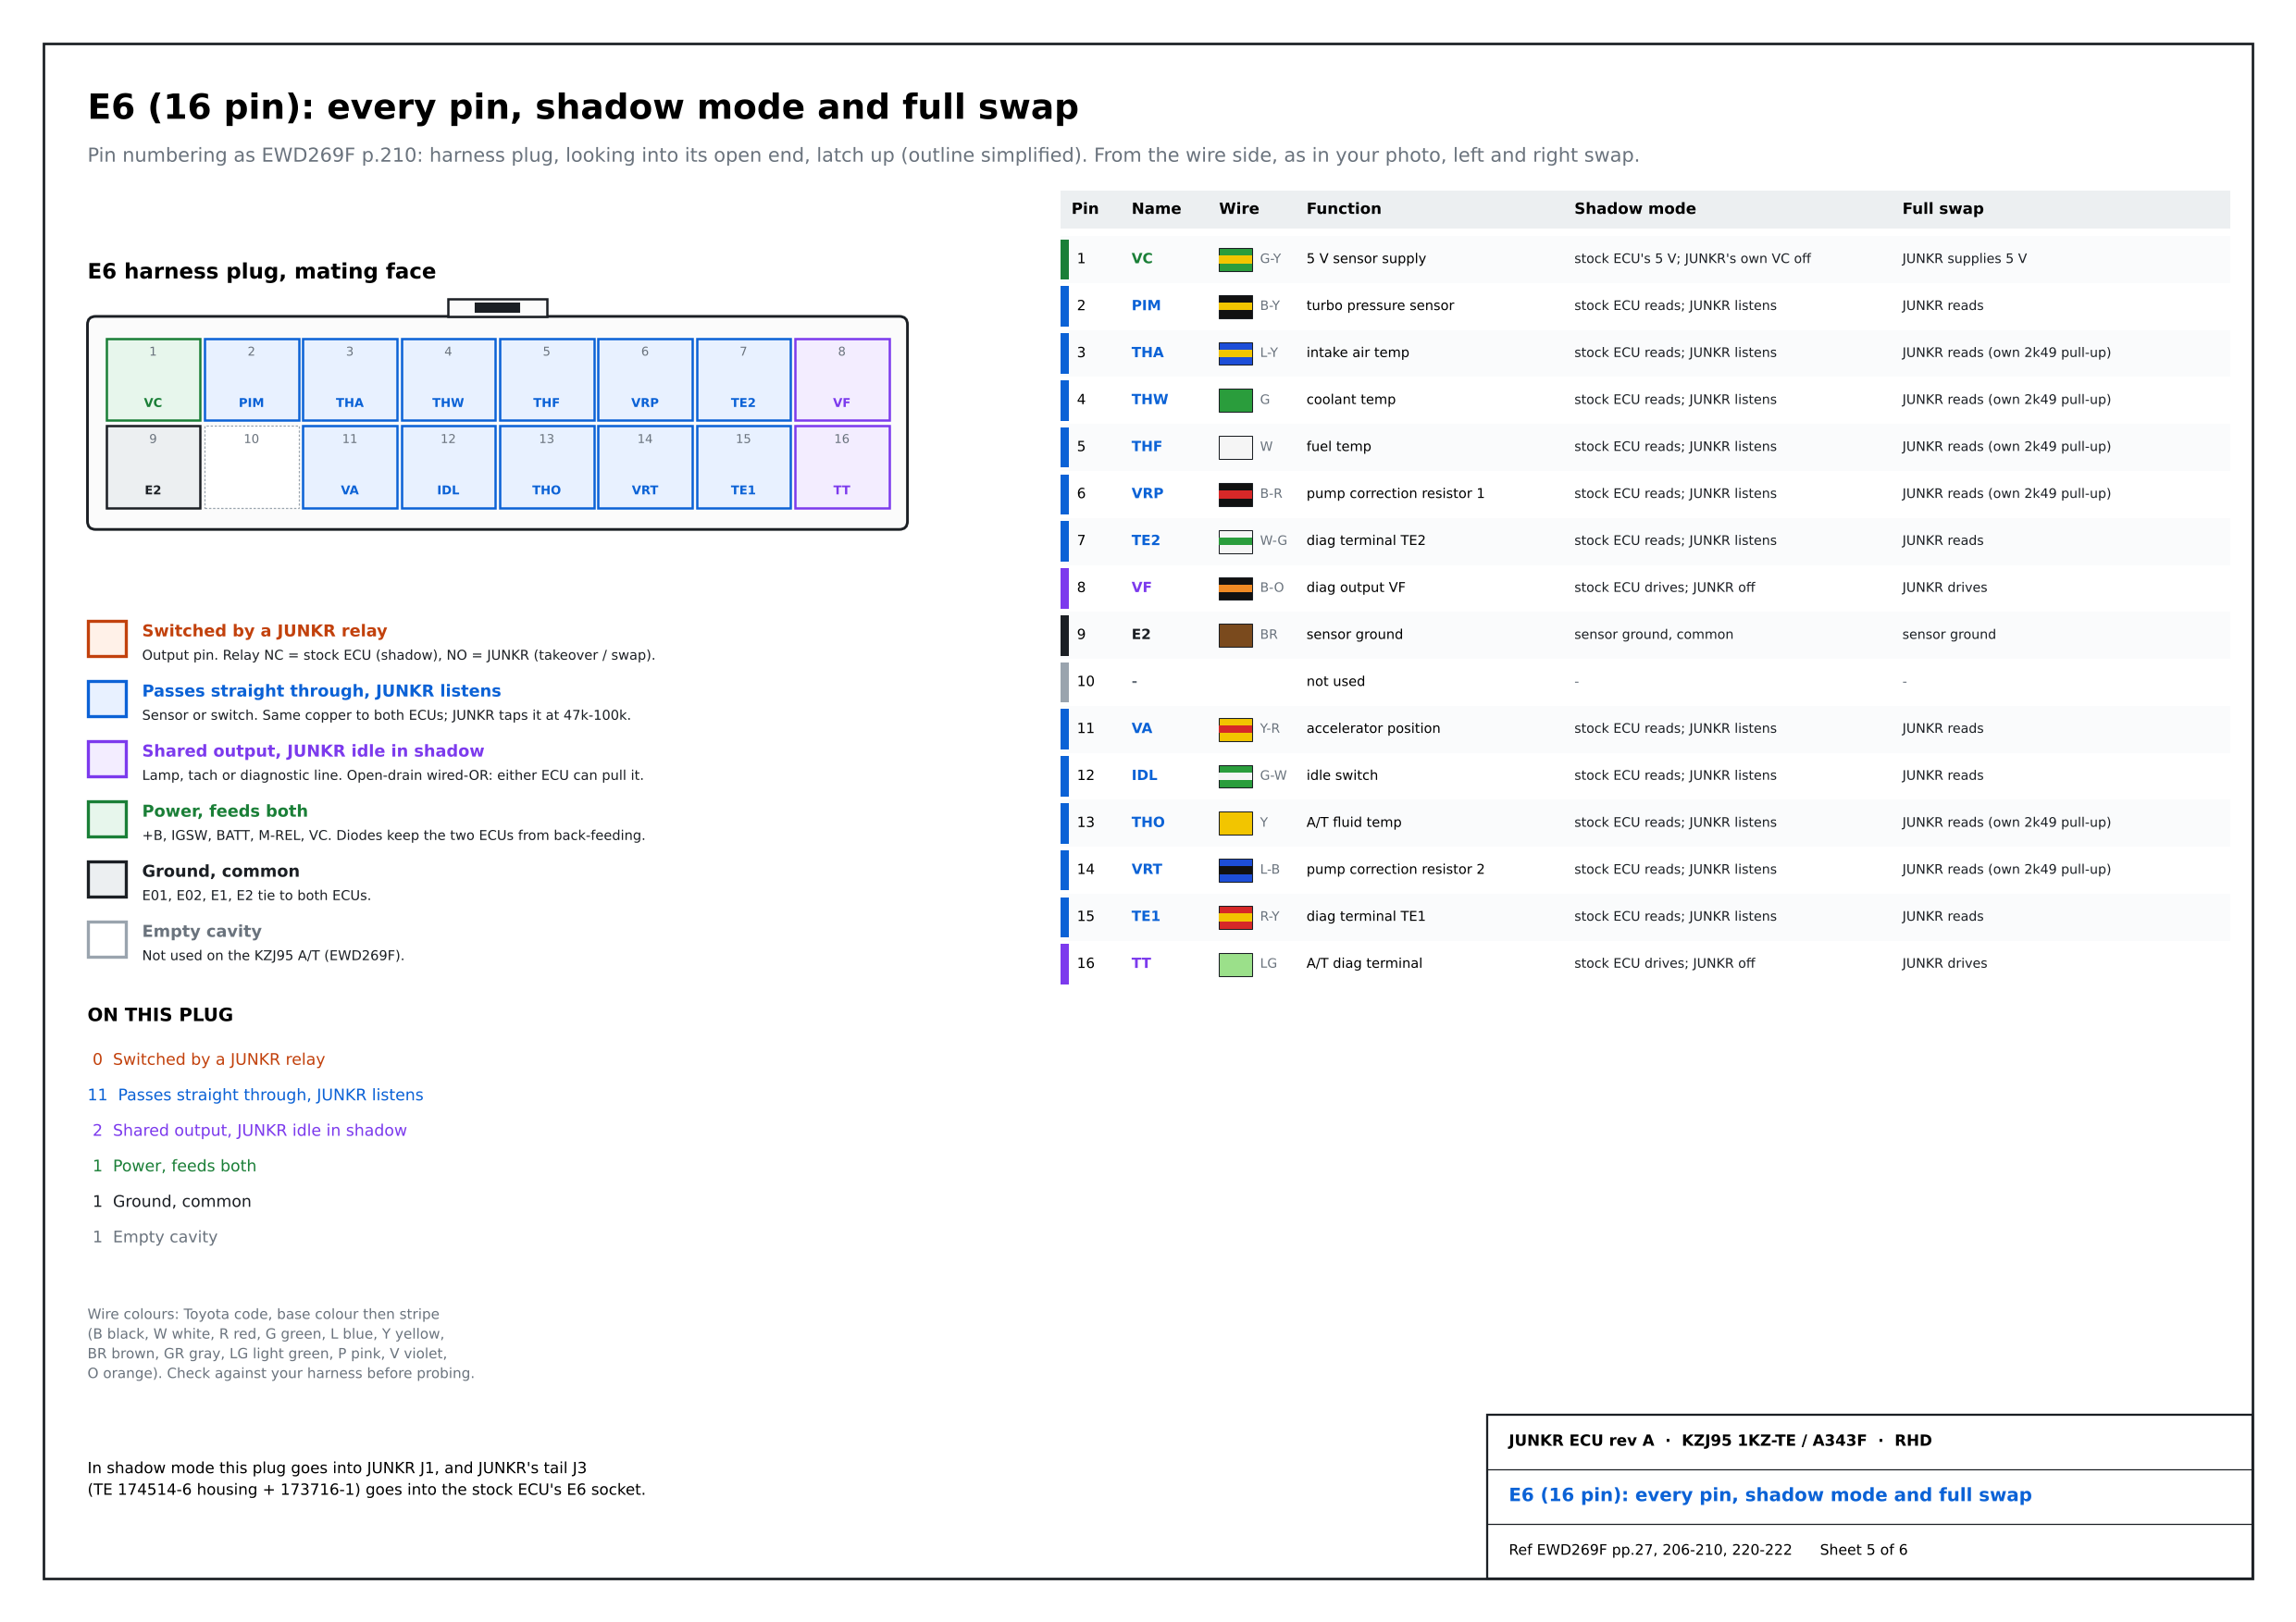 E6 (16 pin): every pin, shadow mode and full swap
Pin numbering as EWD269F p.210: harness plug, looking into its open end, latch up (outline simplified). From the wire side, as in your photo, left and right swap.
E6 harness plug, mating face
1 2 3 4 5 6 7 8
VC PIM THA THW THF VRP TE2 VF
9 10 11 12 13 14 15 16
E2 VA IDL THO VRT TE1 TT
Switched by a JUNKR relay
Output pin. Relay NC = stock ECU (shadow), NO = JUNKR (takeover / swap).
Passes straight through, JUNKR listens
Sensor or switch. Same copper to both ECUs; JUNKR taps it at 47k-100k.
Shared output, JUNKR idle in shadow
Lamp, tach or diagnostic line. Open-drain wired-OR: either ECU can pull it.
Power, feeds both
+B, IGSW, BATT, M-REL, VC. Diodes keep the two ECUs from back-feeding.
Ground, common
E01, E02, E1, E2 tie to both ECUs.
Empty cavity
Not used on the KZJ95 A/T (EWD269F).
ON THIS PLUG
0 Switched by a JUNKR relay
11 Passes straight through, JUNKR listens
2 Shared output, JUNKR idle in shadow
1 Power, feeds both
1 Ground, common
1 Empty cavity
Wire colours: Toyota code, base colour then stripe
(B black, W white, R red, G green, L blue, Y yellow,
BR brown, GR gray, LG light green, P pink, V violet,
O orange). Check against your harness before probing.
In shadow mode this plug goes into JUNKR J1, and JUNKR's tail J3
(TE 174514-6 housing + 173716-1) goes into the stock ECU's E6 socket.
Pin Name Wire Function Shadow mode Full swap
1 VC G-Y 5 V sensor supply stock ECU's 5 V; JUNKR's own VC off JUNKR supplies 5 V
2 PIM B-Y turbo pressure sensor stock ECU reads; JUNKR listens JUNKR reads
3 THA L-Y intake air temp stock ECU reads; JUNKR listens JUNKR reads (own 2k49 pull-up)
4 THW G coolant temp stock ECU reads; JUNKR listens JUNKR reads (own 2k49 pull-up)
5 THF W fuel temp stock ECU reads; JUNKR listens JUNKR reads (own 2k49 pull-up)
6 VRP B-R pump correction resistor 1 stock ECU reads; JUNKR listens JUNKR reads (own 2k49 pull-up)
7 TE2 W-G diag terminal TE2 stock ECU reads; JUNKR listens JUNKR reads
8 VF B-O diag output VF stock ECU drives; JUNKR off JUNKR drives
9 E2 BR sensor ground sensor ground, common sensor ground
10 - not used - -
11 VA Y-R accelerator position stock ECU reads; JUNKR listens JUNKR reads
12 IDL G-W idle switch stock ECU reads; JUNKR listens JUNKR reads
13 THO Y A/T fluid temp stock ECU reads; JUNKR listens JUNKR reads (own 2k49 pull-up)
14 VRT L-B pump correction resistor 2 stock ECU reads; JUNKR listens JUNKR reads (own 2k49 pull-up)
15 TE1 R-Y diag terminal TE1 stock ECU reads; JUNKR listens JUNKR reads
16 TT LG A/T diag terminal stock ECU drives; JUNKR off JUNKR drives
JUNKR ECU rev A · KZJ95 1KZ-TE / A343F · RHD
E6 (16 pin): every pin, shadow mode and full swap
Ref EWD269F pp.27, 206-210, 220-222 Sheet 5 of 6